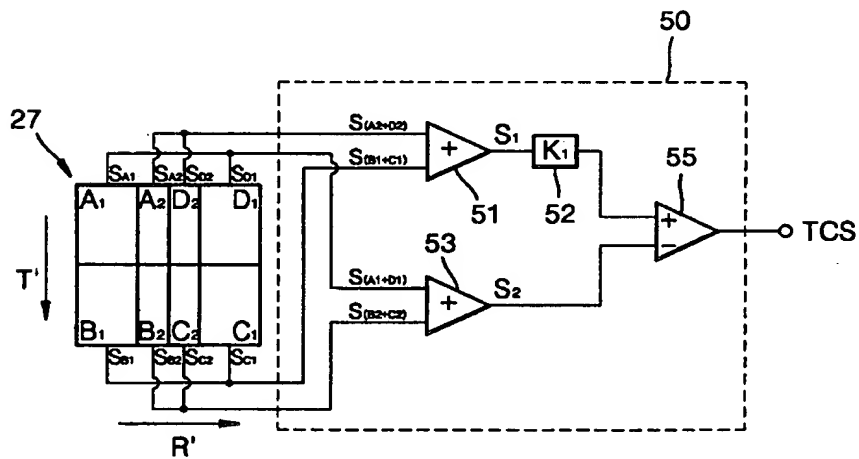 50
27
S(A2+D2)
S1
K1
S(B1+C1)
51
52
55
SA1 SA2 SD2 SD1
A1 A2 D2 D1
TCS
T'
53
S(A1+D1)
S2
S(B2+C2)
B1 B2 C2 C1
SB1 SB2 SC2 SC1
R'
+
+
+
−